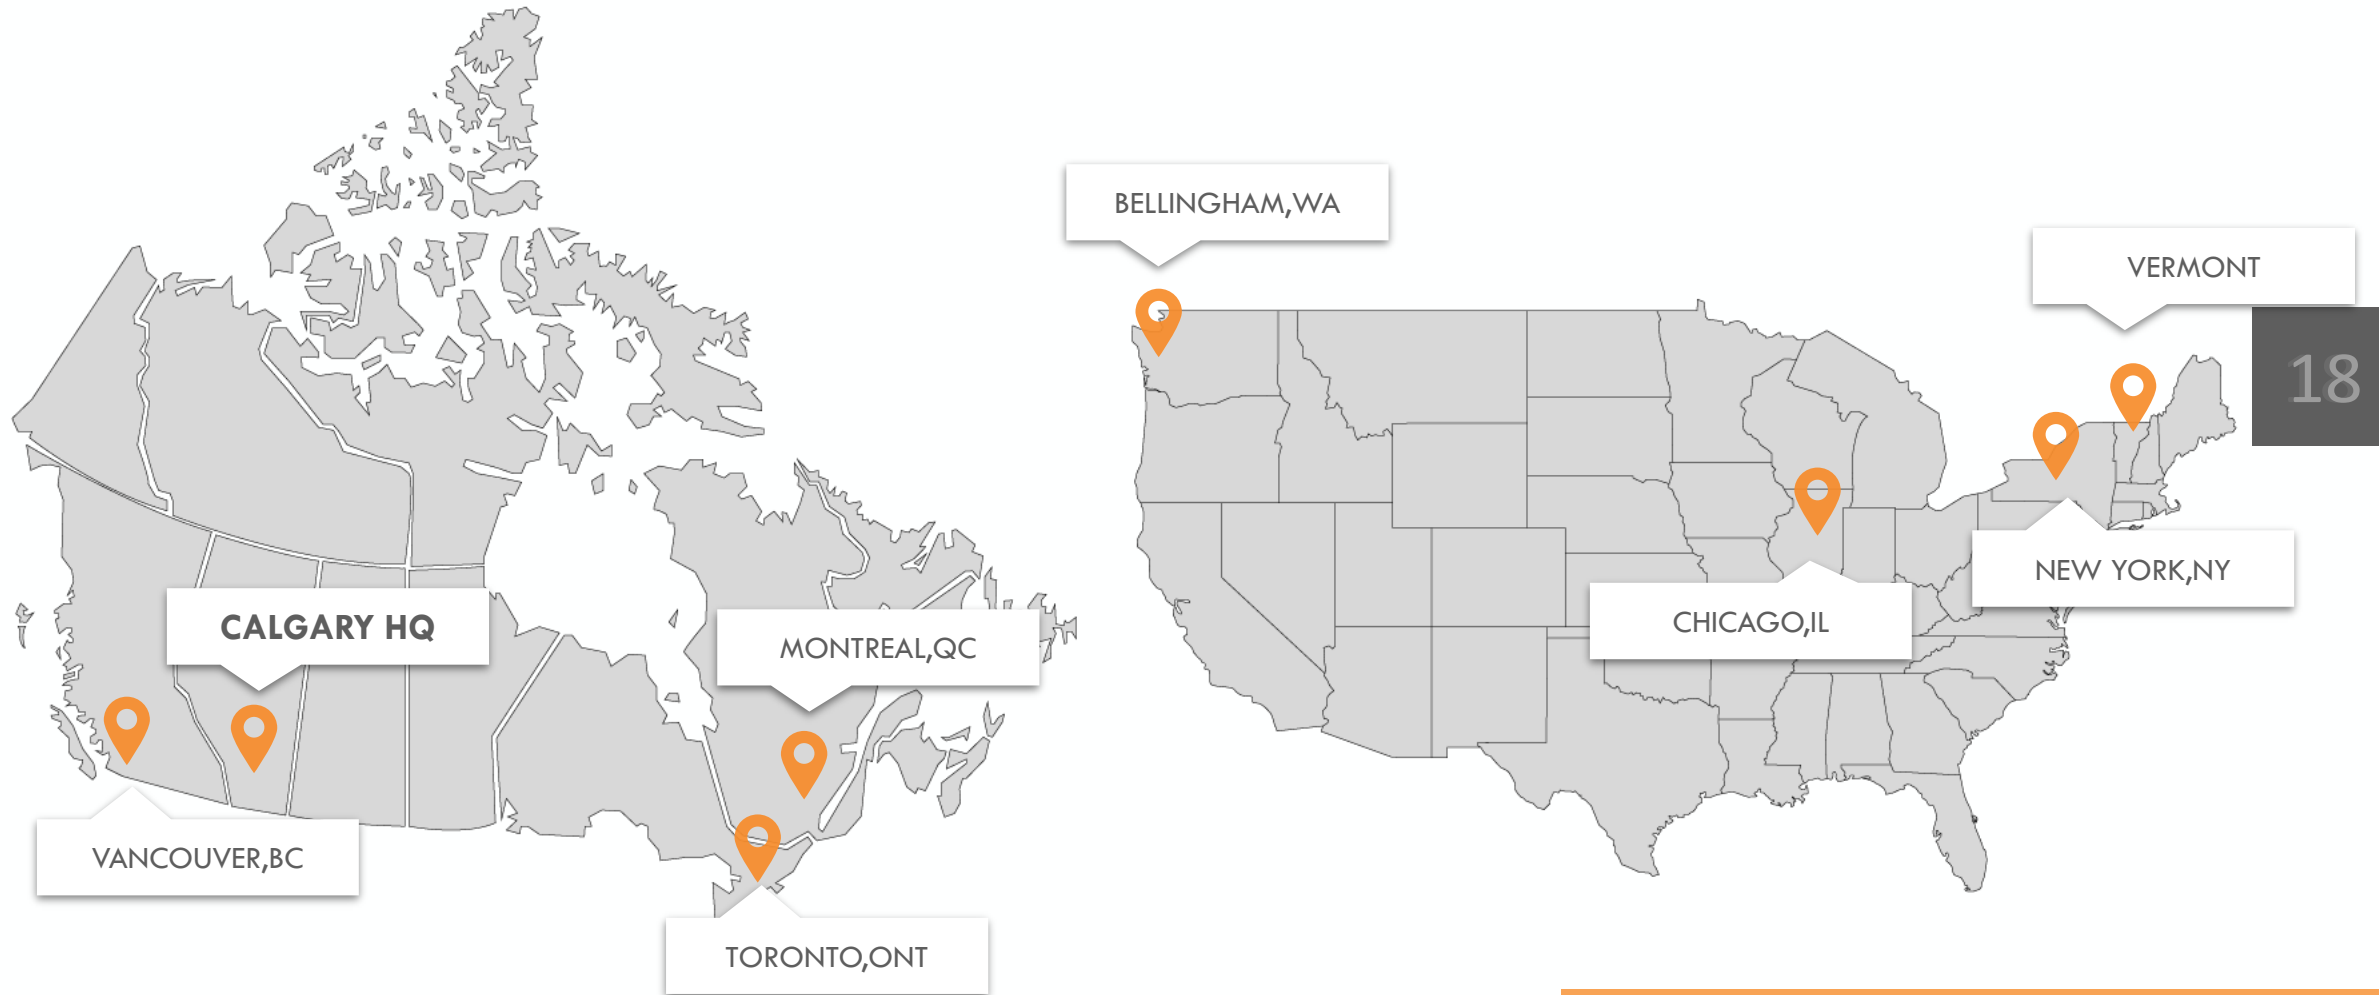 BELLINGHAM,WA
VERMONT
18
NEW YORK,NY
CALGARY HQ
CHICAGO,IL
MONTREAL,QC
VANCOUVER,BC
TORONTO,ONT